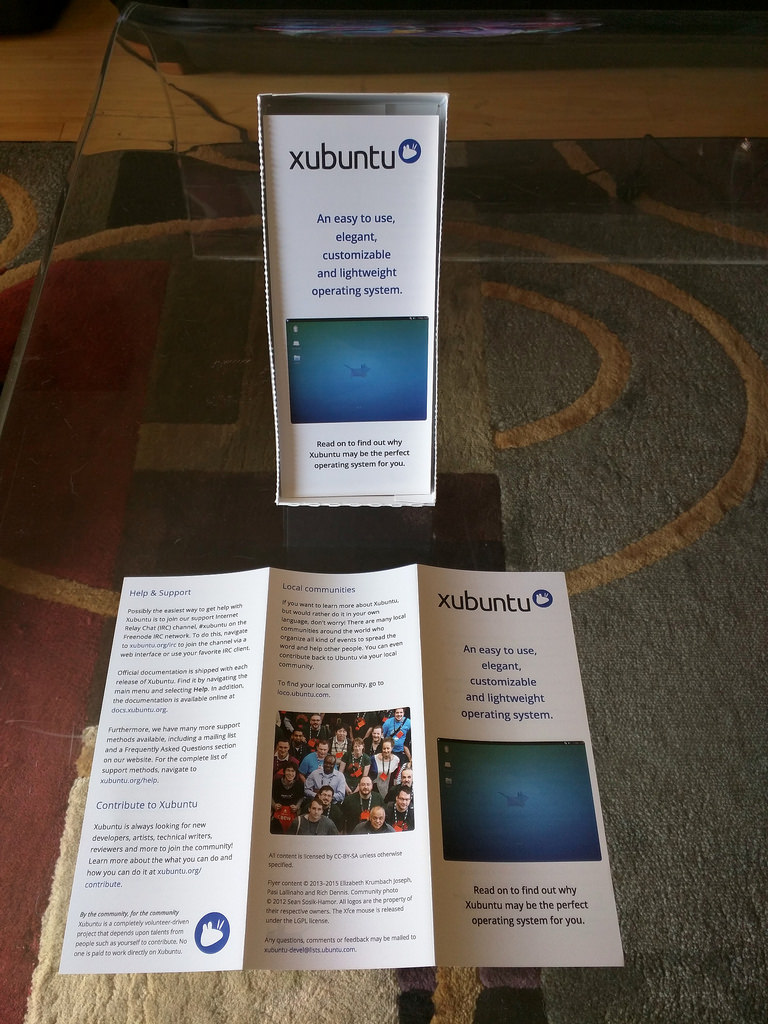 xubuntu
An easy to use,
elegant,
customizable
and lightweight
operating system.
Read on to find out why
Xubuntu may be the perfect
operating system for you.
Help & Support
Possibly the easiest way to get help with
Xubuntu is to join our support Internet
Relay Chat (IRC) channel, #xubuntu on the
Freenode IRC network. To do this, navigate
to xubuntu.org/irc to join the channel via a
web interface or use your favorite IRC client.
Official documentation is shipped with each
release of Xubuntu. Find it by navigating the
main menu and selecting Help. In addition,
the documentation is available online at
docs.xubuntu.org.
Furthermore, we have many more support
methods available, including a mailing list
and a Frequently Asked Questions section
on our website. For the complete list of
support methods, navigate to
xubuntu.org/help.
Contribute to Xubuntu
Xubuntu is always looking for new
developers, artists, technical writers,
reviewers and more to join the community!
Learn more about the what you can do and
how you can do it at xubuntu.org/
contribute.
By the community, for the community
Xubuntu is a completely volunteer-driven
project that depends upon talents from
people such as yourself to contribute. No
one is paid to work directly on Xubuntu.
Local communities
If you want to learn more about Xubuntu,
but would rather do it in your own
language, don't worry! There are many local
communities around the world who
organize all kind of events to spread the
word and help other people. You can even
contribute back to Ubuntu via your local
community.
To find your local community, go to
loco.ubuntu.com.
All content is licensed by CC-BY-SA unless otherwise
specified.
Flyer content © 2013–2015 Elizabeth Krumbach Joseph,
Pasi Lallinaho and Rich Dennis. Community photo
© 2012 Sean Sosik-Hamor. All logos are the property of
their respective owners. The Xfce mouse is released
under the LGPL license.
Any questions, comments or feedback may be mailed to
xubuntu-devel@lists.ubuntu.com.
xubuntu
An easy to use,
elegant,
customizable
and lightweight
operating system.
Read on to find out why
Xubuntu may be the perfect
operating system for you.